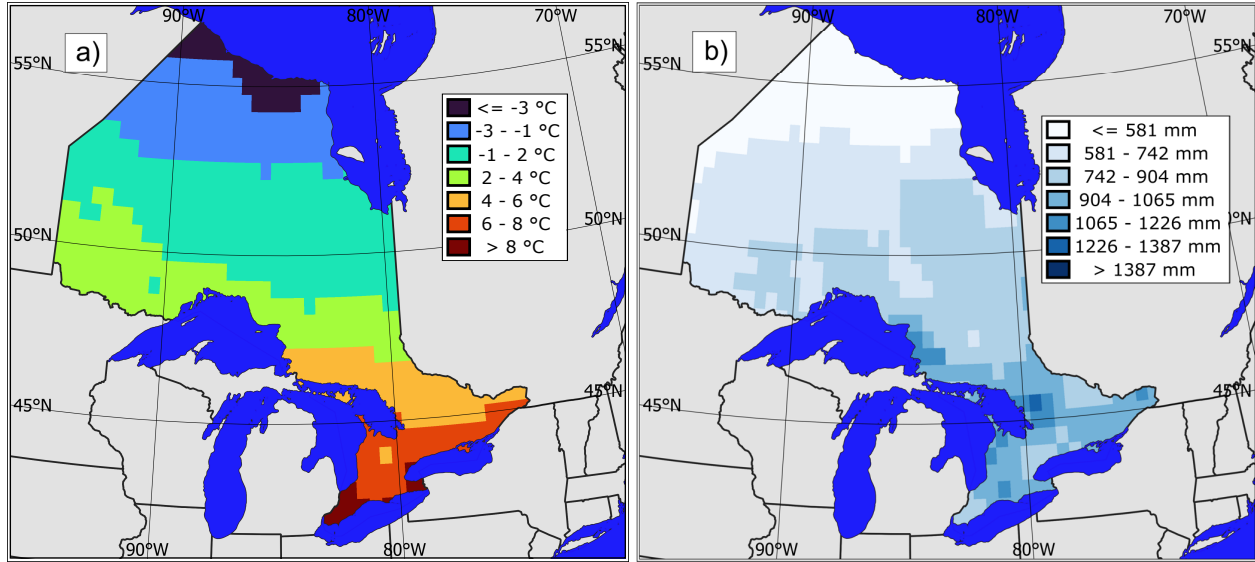 90°W
80°W
70°W
a)
55°N
55°N
<= -3 °C
-3 - -1 °C
-1 - 2 °C
2 - 4 °C
4 - 6 °C
6 - 8 °C
> 8 °C
50°N
50°N
45°N
45°N
90°W
80°W
90°W
80°W
70°W
b)
55°N
55°N
<= 581 mm
581 - 742 mm
742 - 904 mm
904 - 1065 mm
1065 - 1226 mm
1226 - 1387 mm
> 1387 mm
50°N
50°N
45°N
45°N
90°W
80°W